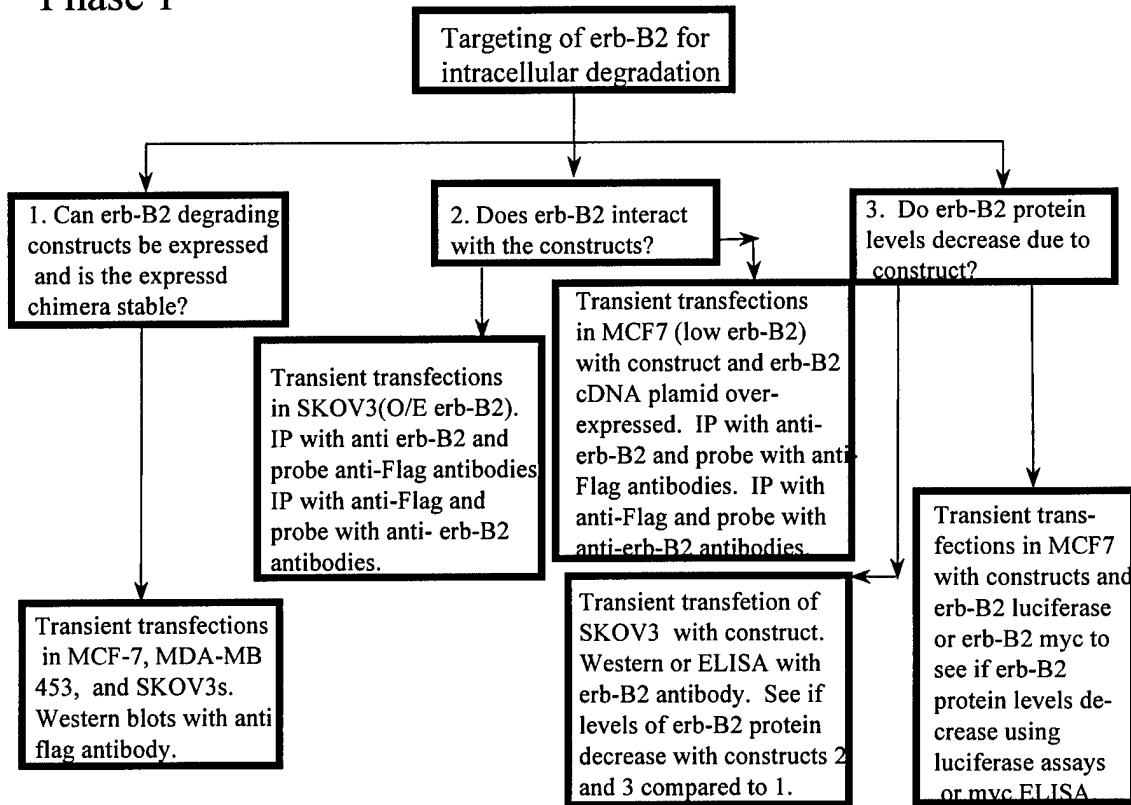 Phase 1
Targeting of erb-B2 for
intracellular degradation
1. Can erb-B2 degrading
constructs be expressed
and is the expressd
chimera stable?
2. Does erb-B2 interact
with the constructs?
3. Do erb-B2 protein
levels decrease due to
construct?
Transient transfections
in SKOV3(O/E erb-B2).
IP with anti erb-B2 and
probe anti-Flag antibodies
IP with anti-Flag and
probe with anti- erb-B2
antibodies.
Transient transfections
in MCF7 (low erb-B2)
with construct and erb-B2
cDNA plamid over-
expressed. IP with anti-
erb-B2 and probe with anti-
Flag antibodies. IP with
anti-Flag and probe with
anti-erb-B2 antibodies.
Transient transfections
in MCF-7, MDA-MB
453, and SKOV3s.
Western blots with anti
flag antibody.
Transient transfetion of
SKOV3 with construct.
Western or ELISA with
erb-B2 antibody. See if
levels of erb-B2 protein
decrease with constructs 2
and 3 compared to 1.
Transient trans-
fections in MCF7
with constructs and
erb-B2 luciferase
or erb-B2 myc to
see if erb-B2
protein levels de-
crease using
luciferase assays
or myc ELISA